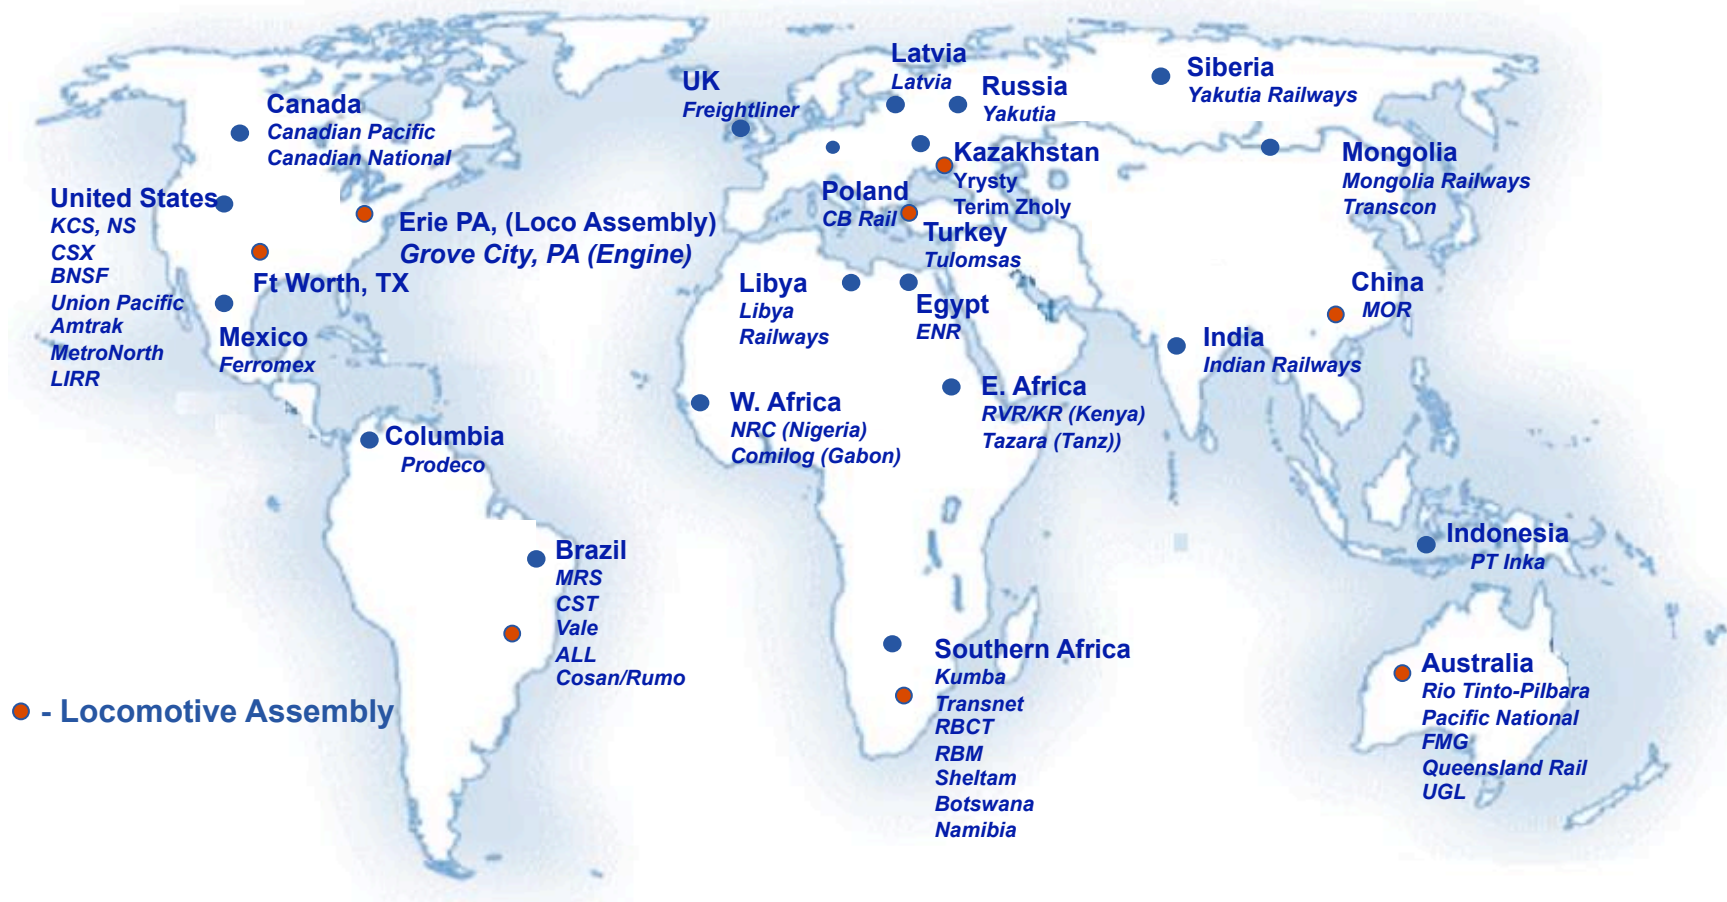 Canada
Canadian Pacific
Canadian National
United States
KCS, NS
CSX
BNSF
Union Pacific
Amtrak
MetroNorth
LIRR
Erie PA, (Loco Assembly)
Grove City, PA (Engine)
Ft Worth, TX
Mexico
Ferromex
Columbia
Prodeco
Brazil
MRS
CST
Vale
ALL
Cosan/Rumo
- Locomotive Assembly
UK
Freightliner
Latvia
Latvia
Russia
Yakutia
Siberia
Yakutia Railways
Kazakhstan
Yrysty
Terim Zholy
Poland
CB Rail
Turkey
Tulomsas
Mongolia
Mongolia Railways
Transcon
Libya
Libya
Railways
Egypt
ENR
China
MOR
India
Indian Railways
W. Africa
NRC (Nigeria)
Comilog (Gabon)
E. Africa
RVR/KR (Kenya)
Tazara (Tanz))
Indonesia
PT Inka
Southern Africa
Kumba
Transnet
RBCT
RBM
Sheltam
Botswana
Namibia
Australia
Rio Tinto-Pilbara
Pacific National
FMG
Queensland Rail
UGL